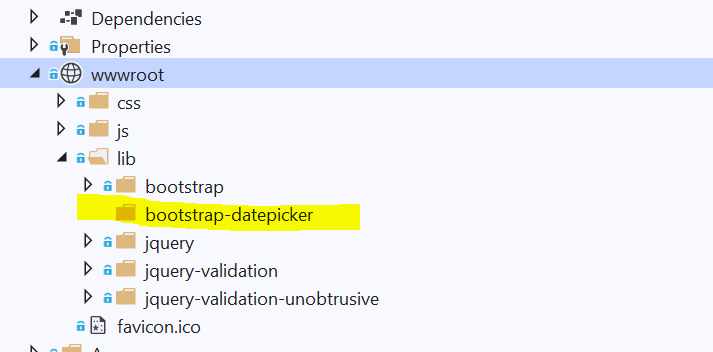 Dependencies
Properties
wwwroot
css
js
lib
bootstrap
bootstrap-datepicker
jquery
jquery-validation
jquery-validation-unobtrusive
favicon.ico